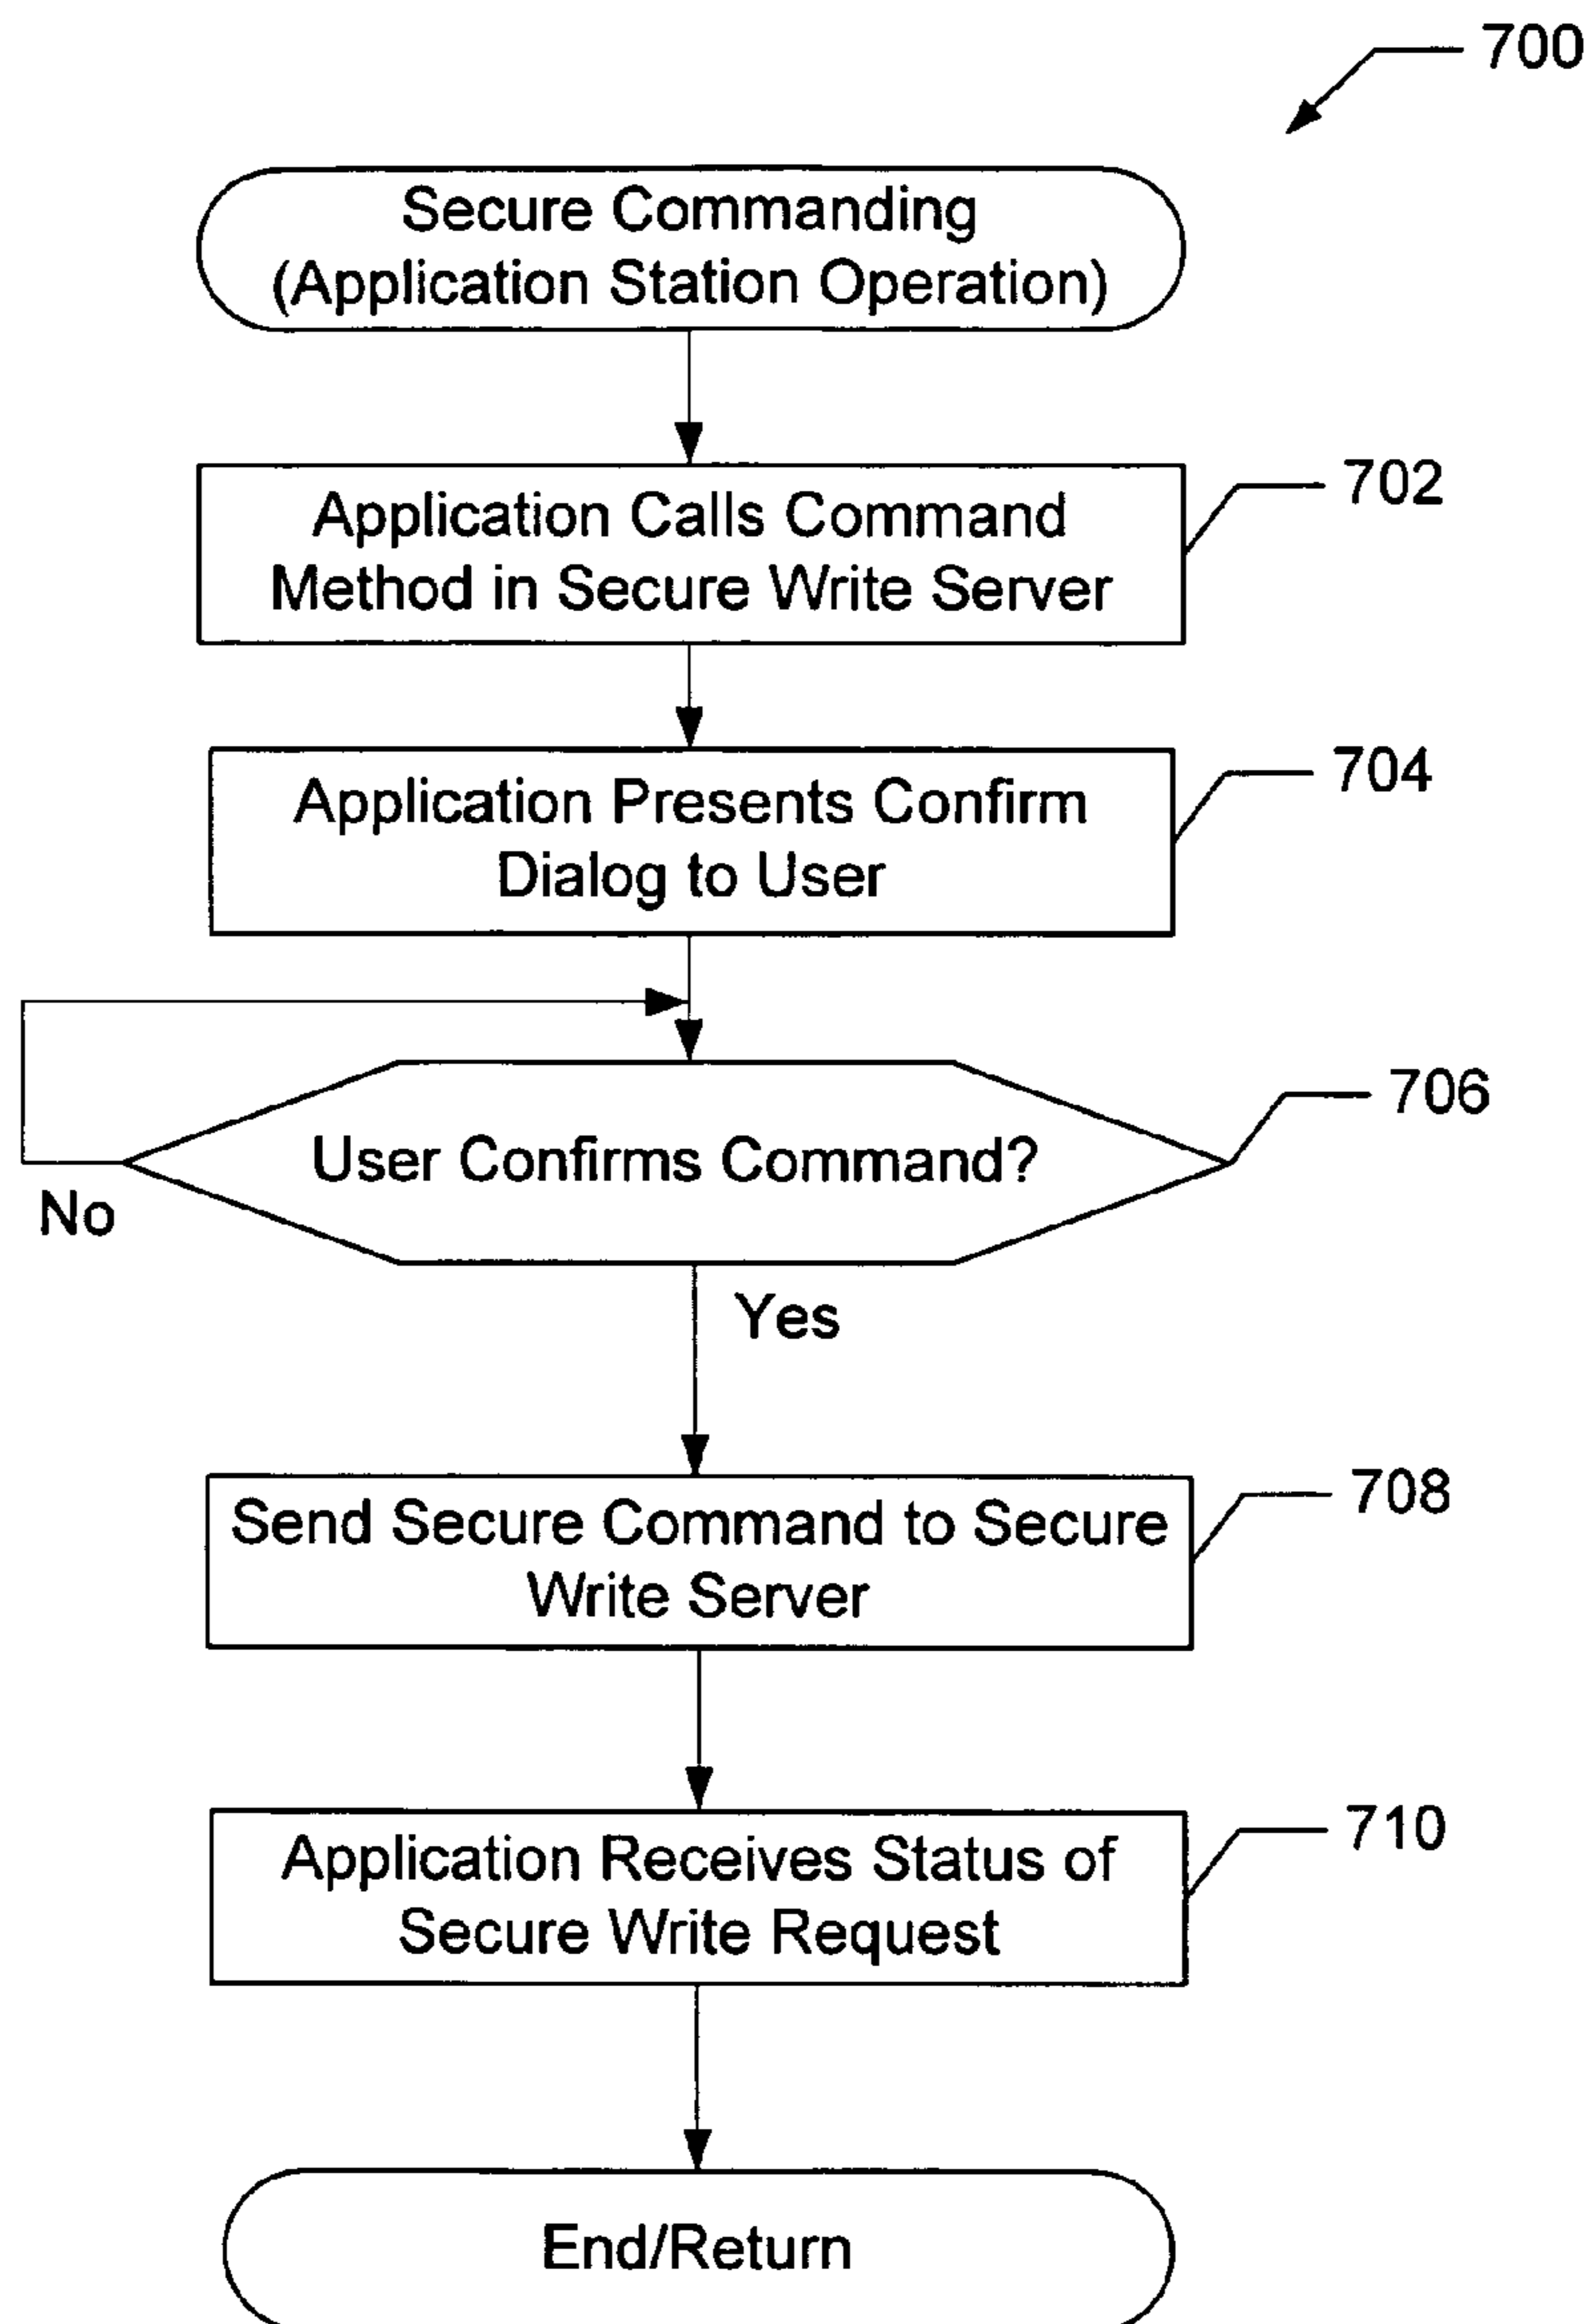 700
Secure Commanding
(Application Station Operation)
702
Application Calls Command
Method in Secure Write Server
704
Application Presents Confirm
Dialog to User
706
User Confirms Command?
No
Yes
708
Send Secure Command to Secure
Write Server
710
Application Receives Status of
Secure Write Request
End/Return